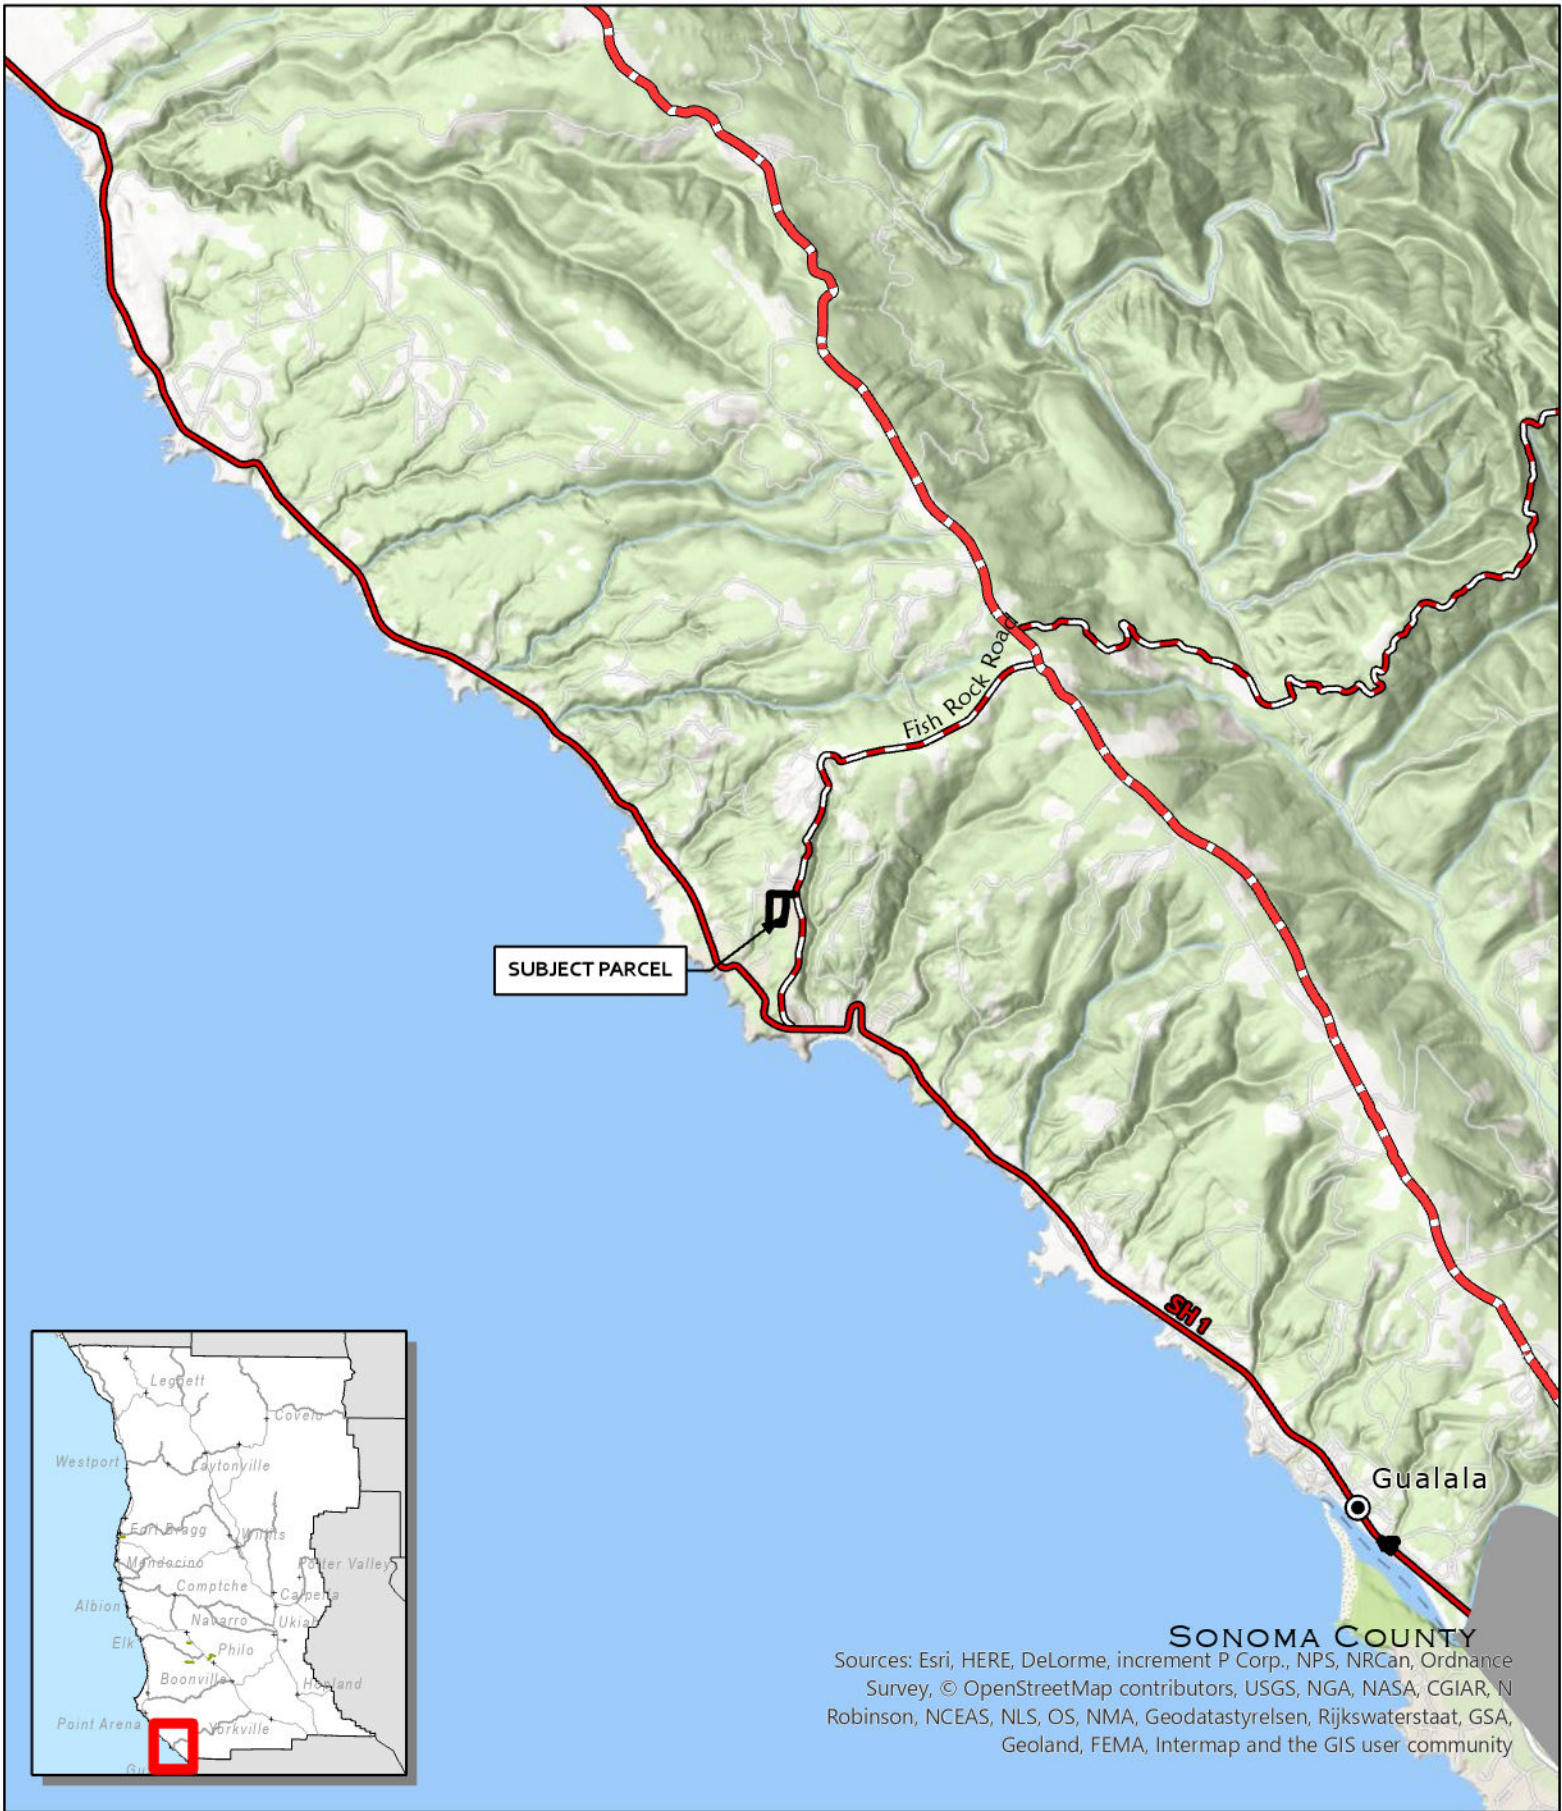 Fish Rock Road
SUBJECT PARCEL
SH 1
Gualala
SONOMA COUNTY
Sources: Esri, HERE, DeLorme, increment P Corp., NPS, NRCan, Ordnance
Survey, © OpenStreetMap contributors, USGS, NGA, NASA, CGIAR, N
Robinson, NCEAS, NLS, OS, NMA, Geodatastyrelsen, Rijkswaterstaat, GSA,
Geoland, FEMA, Intermap and the GIS user community
Leggett
Covelo
Westport
Laytonville
Fort Bragg
Willits
Mendocino
Potter Valley
Comptche
Calpella
Albion
Navarro
Ukiah
Elk
Philo
Boonville
Hopland
Point Arena
Yorkville
Gu